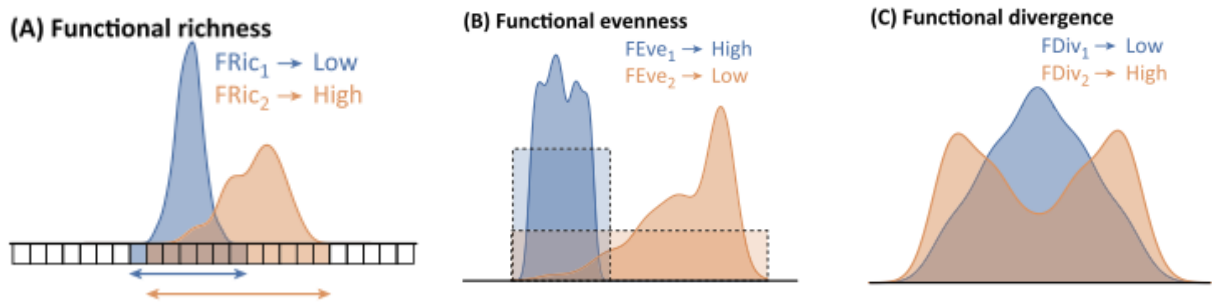 (A) Functional richness
FRic₁ → Low
FRic₂ → High
(B) Functional evenness
FEve₁ → High
FEve₂ → Low
(C) Functional divergence
FDiv₁ → Low
FDiv₂ → High